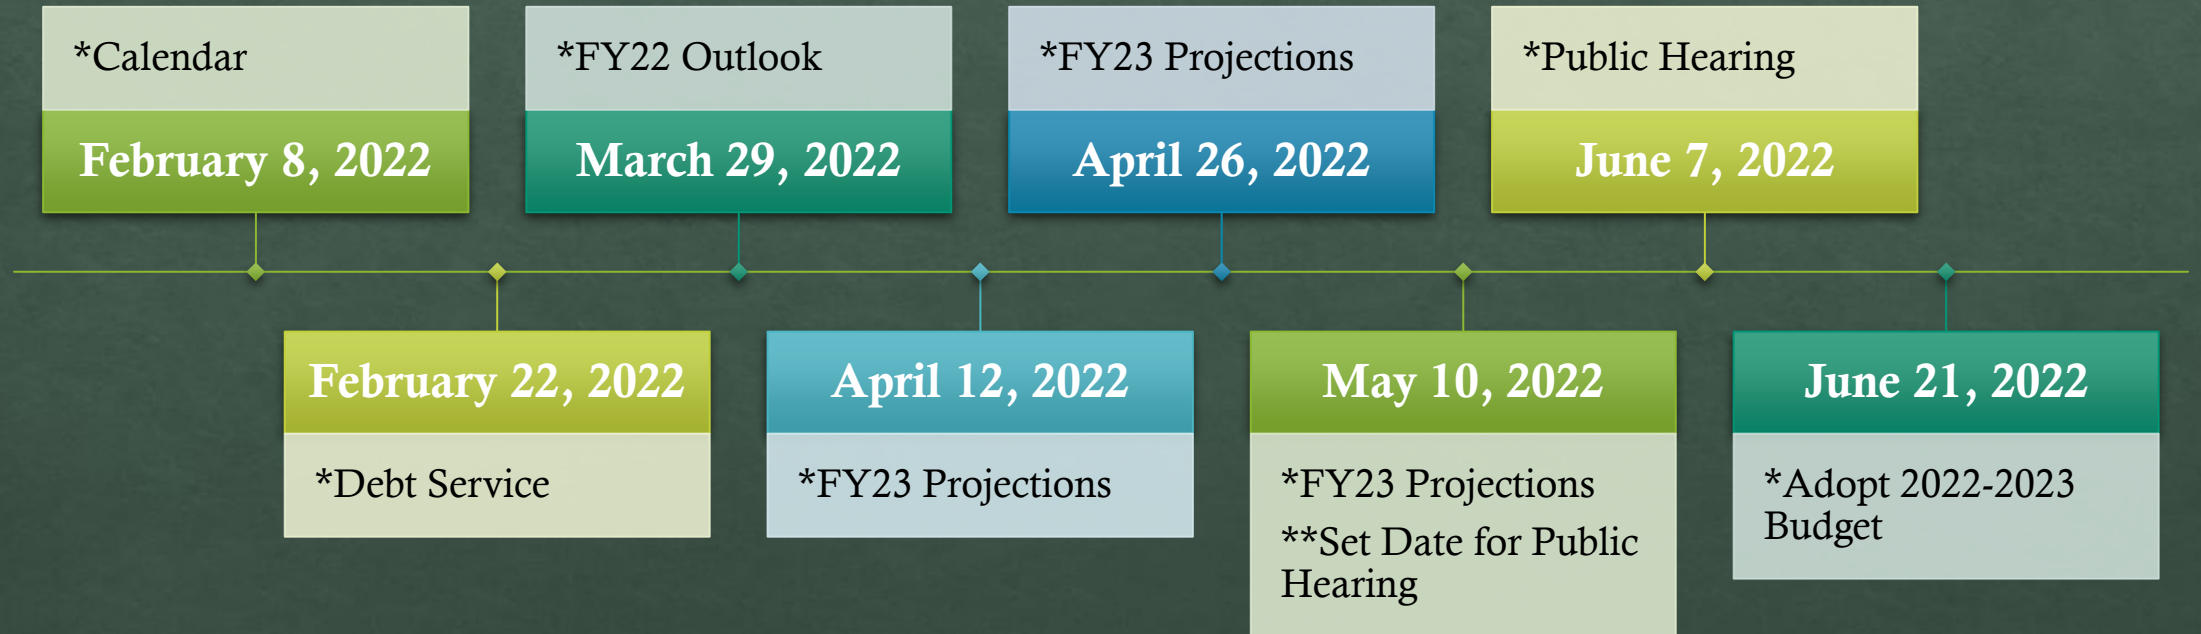 *Calendar
February 8, 2022
*FY22 Outlook
March 29, 2022
*FY23 Projections
April 26, 2022
*Public Hearing
June 7, 2022
February 22, 2022
*Debt Service
April 12, 2022
*FY23 Projections
May 10, 2022
*FY23 Projections
**Set Date for Public
Hearing
June 21, 2022
*Adopt 2022-2023
Budget